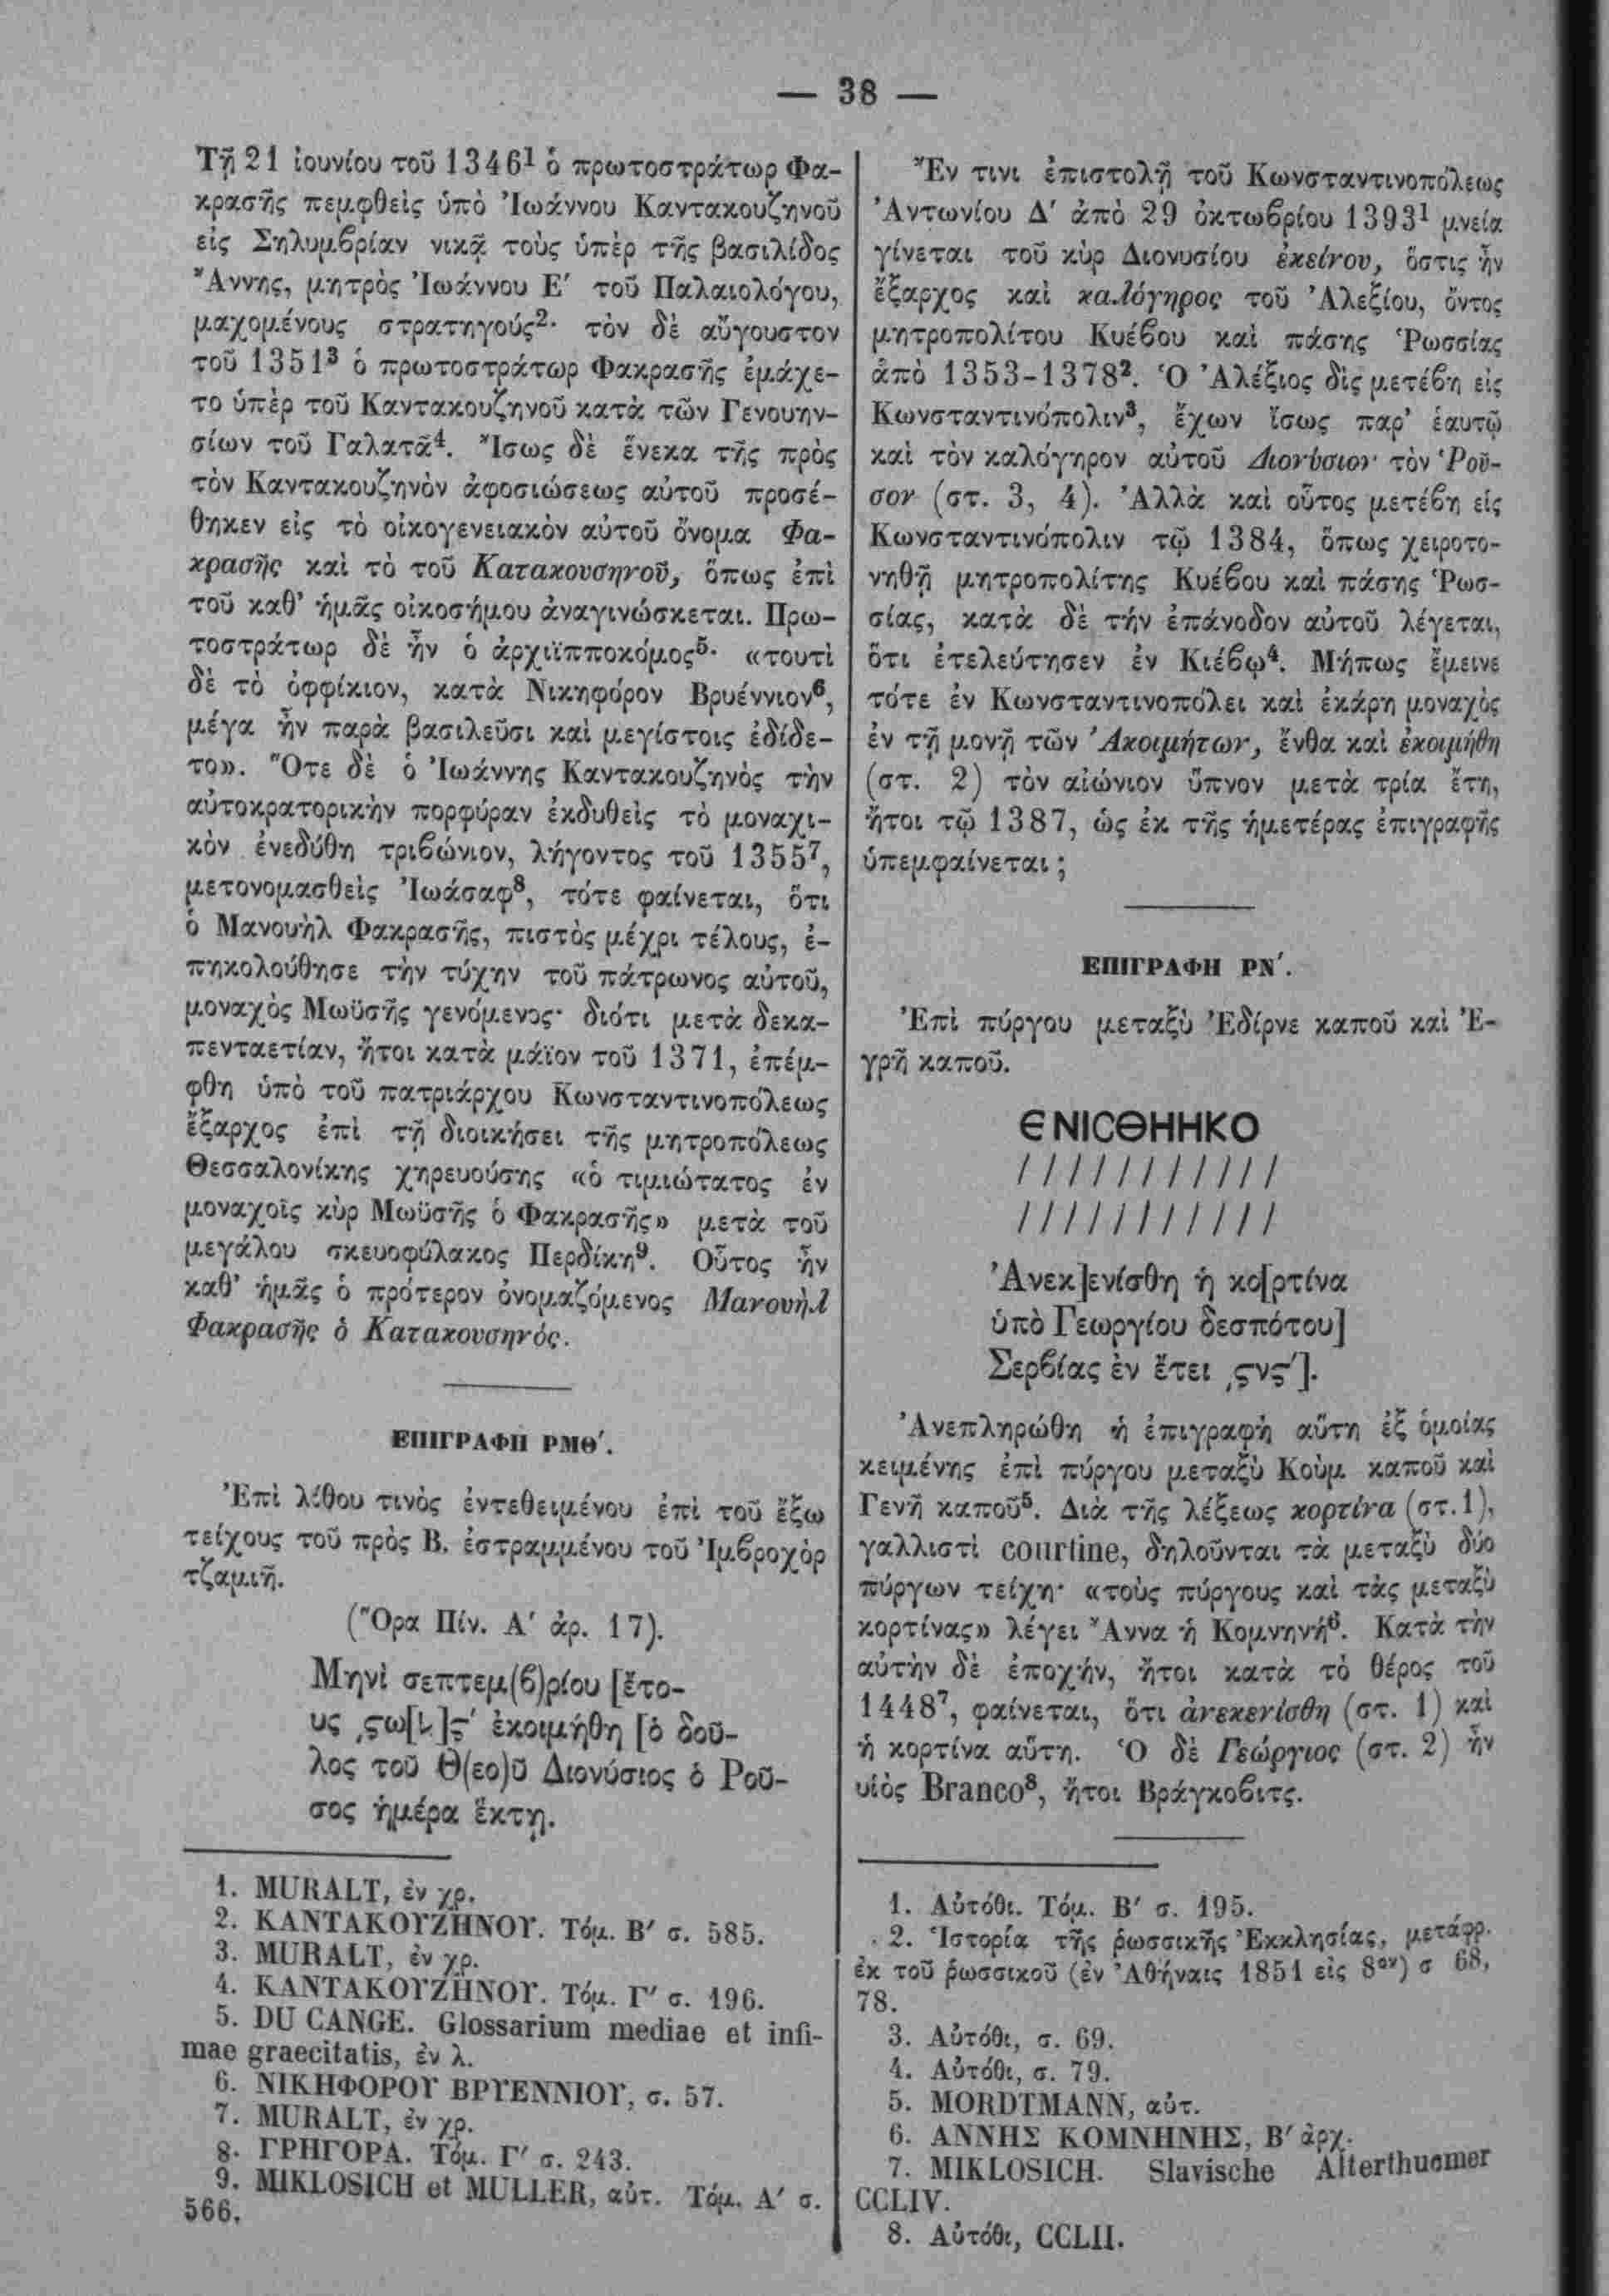 — 38 —
Τῇ 21 ἰουνίου τοῦ 1346¹ ὁ πρωτοστράτωρ Φα-
κρασῆς πεμφθεὶς ὑπὸ Ἰωάννου Καντακουζηνοῦ
εἰς Σηλυμβρίαν νικᾷ τοὺς ὑπὲρ τῆς βασιλίδος
Ἄννης, μητρὸς Ἰωάννου Ε′ τοῦ Παλαιολόγου,
μαχομένους στρατηγούς²· τὸν δὲ αὔγουστον
τοῦ 1351³ ὁ πρωτοστράτωρ Φακρασῆς ἐμάχε-
το ὑπὲρ τοῦ Καντακουζηνοῦ κατὰ τῶν Γενουην-
σίων τοῦ Γαλατᾶ⁴. Ἴσως δὲ ἕνεκα τῆς πρὸς
τὸν Καντακουζηνὸν ἀφοσιώσεως αὐτοῦ προσέ-
θηκεν εἰς τὸ οἰκογενειακὸν αὐτοῦ ὄνομα Φα-
κρασῆς καὶ τὸ τοῦ Κατακουσηνοῦ, ὅπως ἐπὶ
τοῦ καθ’ ἡμᾶς οἰκοσήμου ἀναγινώσκεται. Πρω-
τοστράτωρ δὲ ἦν ὁ ἀρχιϊπποκόμος⁵· «τουτὶ
δὲ τὸ ὀφφίκιον, κατὰ Νικηφόρον Βρυέννιον⁶,
μέγα ἦν παρὰ βασιλεῦσι καὶ μεγίστοις ἐδίδε-
το». Ὅτε δὲ ὁ Ἰωάννης Καντακουζηνὸς τὴν
αὐτοκρατορικὴν πορφύραν ἐκδυθεὶς τὸ μοναχι-
κὸν ἐνεδύθη τριβώνιον, λήγοντος τοῦ 1355⁷,
μετονομασθεὶς Ἰωάσαφ⁸, τότε φαίνεται, ὅτι
ὁ Μανουὴλ Φακρασῆς, πιστὸς μέχρι τέλους, ἐ-
πηκολούθησε τὴν τύχην τοῦ πάτρωνος αὐτοῦ,
μοναχὸς Μωϋσῆς γενόμενος· διότι μετὰ δεκα-
πενταετίαν, ἤτοι κατὰ μάϊον τοῦ 1371, ἐπέμ-
φθη ὑπὸ τοῦ πατριάρχου Κωνσταντινοπόλεως
ἔξαρχος ἐπὶ τῇ διοικήσει τῆς μητροπόλεως
Θεσσαλονίκης χηρευούσης «ὁ τιμιώτατος ἐν
μοναχοῖς κὺρ Μωϋσῆς ὁ Φακρασῆς» μετὰ τοῦ
μεγάλου σκευοφύλακος Περδίκη⁹. Οὗτος ἦν
καθ’ ἡμᾶς ὁ πρότερον ὀνομαζόμενος Μανουὴλ
Φακρασῆς ὁ Κατακουσηνός.
ΕΠΙΓΡΑΦΗ ΡΜΘ′.
Ἐπὶ λίθου τινὸς ἐντεθειμένου ἐπὶ τοῦ ἔξω
τείχους τοῦ πρὸς Β. ἐστραμμένου τοῦ Ἰμβροχὸρ
τζαμιῆ.
(Ὅρα Πίν. Α′ ἀρ. 17).
Μηνὶ σεπτεμ(β)ρίου [ἔτο-
υς ͵ϛω[ϟ]ϛ′ ἐκοιμήθη [ὁ δοῦ-
λος τοῦ Θ(εο)ῦ Διονύσιος ὁ Ροῦ-
σος ἡμέρα ἕκτῃ.
1. MURALT, ἐν χρ.
2. ΚΑΝΤΑΚΟΥΖΗΝΟΥ. Τόμ. Β′ σ. 585.
3. MURALT, ἐν χρ.
4. ΚΑΝΤΑΚΟΥΖΗΝΟΥ. Τόμ. Γ′ σ. 196.
5. DU CANGE. Glossarium mediae et infi-
mae graecitatis, ἐν λ.
6. ΝΙΚΗΦΟΡΟΥ ΒΡΥΕΝΝΙΟΥ, σ. 57.
7. MURALT, ἐν χρ.
8. ΓΡΗΓΟΡΑ. Τόμ. Γ′ σ. 243.
9. MIKLOSICH et MULLER, αὐτ. Τόμ. Α′ σ.
566.
Ἔν τινι ἐπιστολῇ τοῦ Κωνσταντινοπόλεως
Ἀντωνίου Δ′ ἀπὸ 29 ὀκτωβρίου 1393¹ μνεία
γίνεται τοῦ κὺρ Διονυσίου ἐκείνου, ὅστις ἦν
ἔξαρχος καὶ καλόγηρος τοῦ Ἀλεξίου, ὄντος
μητροπολίτου Κυέβου καὶ πάσης Ῥωσσίας
ἀπὸ 1353-1378². Ὁ Ἀλέξιος δὶς μετέβη εἰς
Κωνσταντινόπολιν³, ἔχων ἴσως παρ’ ἑαυτῷ
καὶ τὸν καλόγηρον αὐτοῦ Διονύσιον τὸν Ῥοῦ-
σον (στ. 3, 4). Ἀλλὰ καὶ οὗτος μετέβη εἰς
Κωνσταντινόπολιν τῷ 1384, ὅπως χειροτο-
νηθῇ μητροπολίτης Κυέβου καὶ πάσης Ῥωσ-
σίας, κατὰ δὲ τὴν ἐπάνοδον αὐτοῦ λέγεται,
ὅτι ἐτελεύτησεν ἐν Κιέβῳ⁴. Μήπως ἔμεινε
τότε ἐν Κωνσταντινοπόλει καὶ ἐκάρη μοναχὸς
ἐν τῇ μονῇ τῶν Ἀκοιμήτων, ἔνθα καὶ ἐκοιμήθη
(στ. 2) τὸν αἰώνιον ὕπνον μετὰ τρία ἔτη,
ἤτοι τῷ 1387, ὡς ἐκ τῆς ἡμετέρας ἐπιγραφῆς
ὑπεμφαίνεται ;
ΕΠΙΓΡΑΦΗ ΡΝ′.
Ἐπὶ πύργου μεταξὺ Ἐδίρνε καποῦ καὶ Ἐ-
γρῆ καποῦ.
ЄΝΙCΘΗΗΚΟ
///////////
///////////
Ἀνεκ]ενίσθη ἡ κο[ρτίνα
ὑπὸ Γεωργίου δεσπότου]
Σερβίας ἐν ἔτει ͵ϛνϛ′].
Ἀνεπληρώθη ἡ ἐπιγραφὴ αὕτη ἐξ ὁμοίας
κειμένης ἐπὶ πύργου μεταξὺ Κοὺμ καποῦ καὶ
Γενῆ καποῦ⁵. Διὰ τῆς λέξεως κορτίνα (στ.1),
γαλλιστὶ courtine, δηλοῦνται τὰ μεταξὺ δύο
πύργων τείχη· «τοὺς πύργους καὶ τὰς μεταξὺ
κορτίνας» λέγει Ἄννα ἡ Κομνηνή⁶. Κατὰ τὴν
αὐτὴν δὲ ἐποχήν, ἤτοι κατὰ τὸ θέρος τοῦ
1448⁷, φαίνεται, ὅτι ἀνεκενίσθη (στ. 1) καὶ
ἡ κορτίνα αὕτη. Ὁ δὲ Γεώργιος (στ. 2) ἦν
υἱὸς Branco⁸, ἤτοι Βράγκοβιτς.
1. Αὐτόθι. Τόμ. Β′ σ. 195.
2. Ἱστορία τῆς ῥωσσικῆς Ἐκκλησίας, μετάφρ.
ἐκ τοῦ ῥωσσικοῦ (ἐν Ἀθήναις 1851 εἰς 8ον) σ 68,
78.
3. Αὐτόθι, σ. 69.
4. Αὐτόθι, σ. 79.
5. MORDTMANN, αὐτ.
6. ΑΝΝΗΣ ΚΟΜΝΗΝΗΣ, Β′ ἀρχ.
7. MIKLOSICH. Slavische Alterthuemer
CCLIV.
8. Αὐτόθι, CCLII.